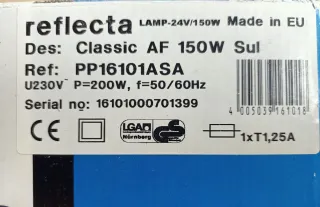 reflecta LAMP-24V/150W Made in EU
Des: Classic AF 150W Sul
Ref: PP16101ASA
U230V P=200W, f=50/60Hz
Serial no: 16101000701399
4 005039 161018
CE LGA Nürnberg GS 1xT1,25A